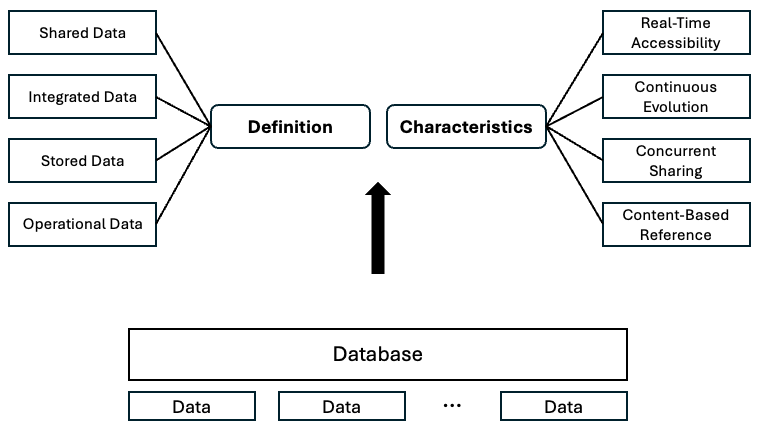 Shared Data
Integrated Data
Stored Data
Operational Data
Definition
Characteristics
Real-Time
Accessibility
Continuous
Evolution
Concurrent
Sharing
Content-Based
Reference
Database
Data
Data
...
Data